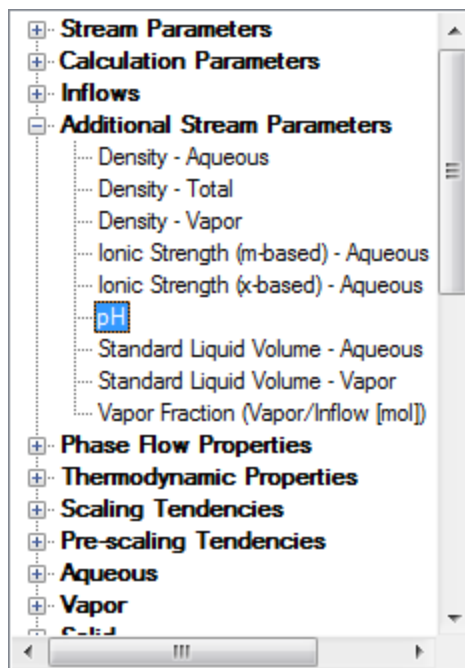 Stream Parameters
Calculation Parameters
Inflows
Additional Stream Parameters
Density - Aqueous
Density - Total
Density - Vapor
Ionic Strength (m-based) - Aqueous
Ionic Strength (x-based) - Aqueous
pH
Standard Liquid Volume - Aqueous
Standard Liquid Volume - Vapor
Vapor Fraction (Vapor/Inflow [mol])
Phase Flow Properties
Thermodynamic Properties
Scaling Tendencies
Pre-scaling Tendencies
Aqueous
Vapor
Solid